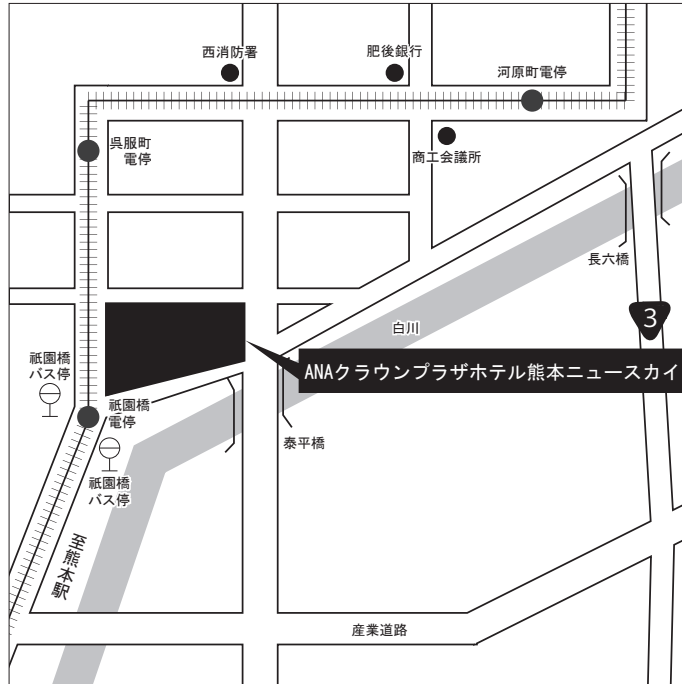 西消防署
肥後銀行
河原町電停
呉服町
電停
商工会議所
長六橋
3
白川
ANAクラウンプラザホテル熊本ニュースカイ
祇園橋
バス停
祇園橋
電停
泰平橋
祇園橋
バス停
至熊本駅
産業道路